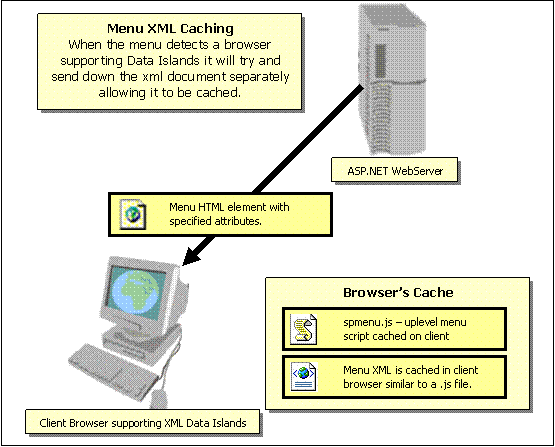 Menu XML Caching
When the menu detects a browser
supporting Data Islands it will try and
send down the xml document separately
allowing it to be cached.
ASP.NET WebServer
Menu HTML element with
specified attributes.
Browser's Cache
spmenu.js – uplevel menu
script cached on client
Menu XML is cached in client
browser similar to a .js file.
Client Browser supporting XML Data Islands